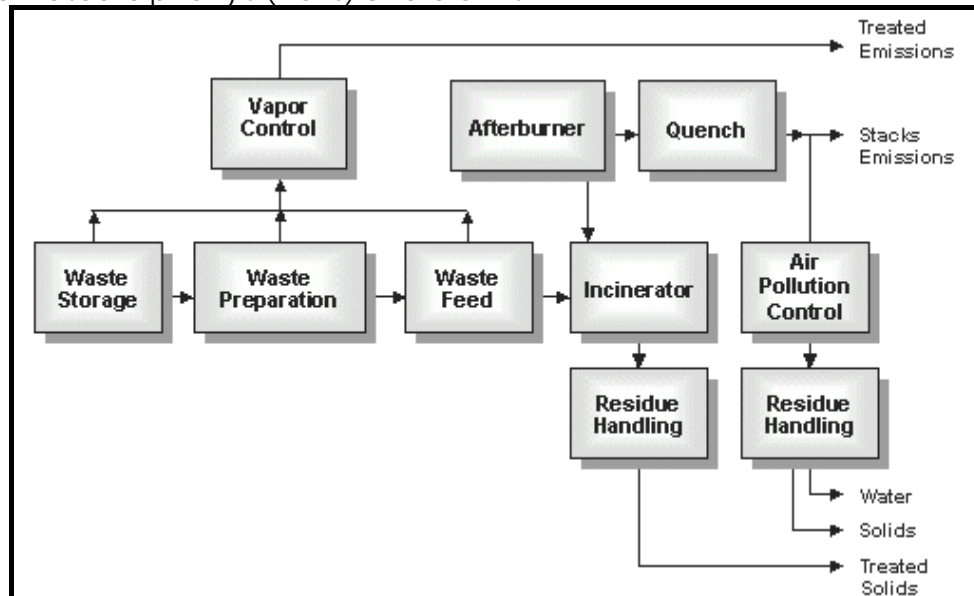 Treated
Emissions
Vapor
Control
Afterburner
Quench
Stacks
Emissions
Waste
Storage
Waste
Preparation
Waste
Feed
Incinerator
Air
Pollution
Control
Residue
Handling
Residue
Handling
Water
Solids
Treated
Solids